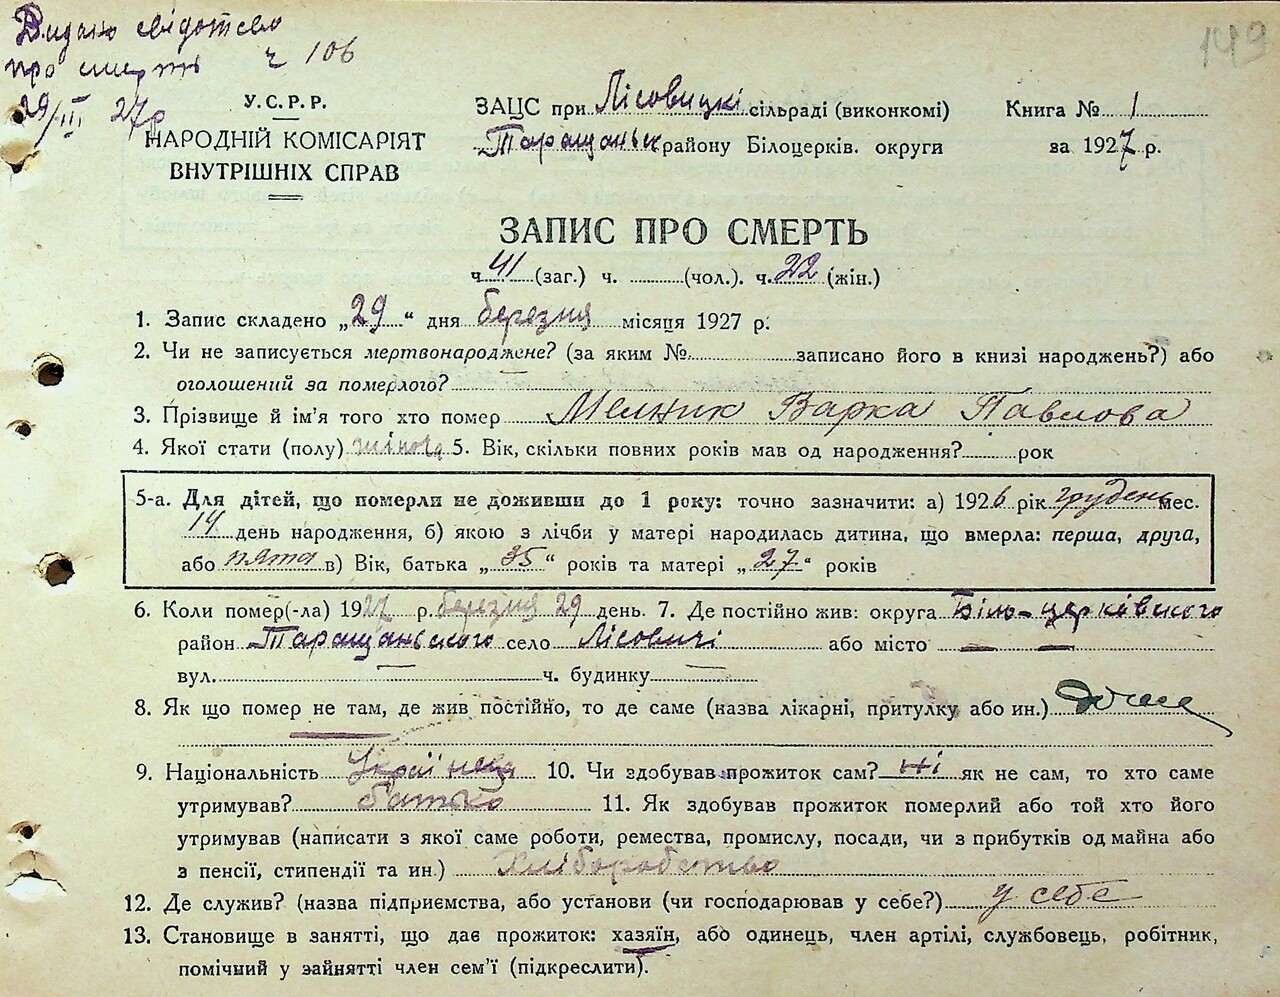 Видано свідотсво
про смерть ч 106
29/III 27р
149
У.С.Р.Р.
НАРОДНІЙ КОМІСАРІЯТ
ВНУТРІШНІХ СПРАВ
ЗАЦС при Лісовицкі сільраді (виконкомі)
Таращанськ району Білоцерків. округи
Книга № 1
за 1927 р.
ЗАПИС ПРО СМЕРТЬ
ч 41 (заг.) ч. (чол.). ч. 22 (жін.)
1. Запис складено „29“ дня березня місяця 1927 р.
2. Чи не записується мертвонароджене? (за яким № записано його в книзі народжень?) або
оголошений за померлого?
3. Прізвище й ім'я того хто помер Мелник Варка Павлова
4. Якої стати (полу) жіноча 5. Вік, скільки повних років мав од народження? рок
5-а. Для дітей, що померли не доживши до 1 року: точно зазначити: а) 1926 рік грудень мес.
14 день народження, б) якою з лічби у матері народилась дитина, що вмерла: перша, друга,
або пята в) Вік, батька „35“ років та матері „27“ років
6. Коли помер(-ла) 1927 р. березня 29 день. 7. Де постійно жив: округа Біло-церківського
район Таращанського село Лісовичі або місто — —
вул. — ч. будинку —
8. Як що помер не там, де жив постійно, то де саме (назва лікарні, притулку або ин.) дома
9. Національність Українець 10. Чи здобував прожиток сам? ні як не сам, то хто саме
утримував? батько 11. Як здобував прожиток померлий або той хто його
утримував (написати з якої саме роботи, ремества, промислу, посади, чи з прибутків од майна або
з пенсії, стипендії та ин.) Хліборобство
12. Де служив? (назва підприємства, або установи (чи господарював у себе?) у себе
13. Становище в занятті, що дає прожиток: хазяїн, або одинець, член артілі, службовець, робітник,
помічний у зайнятті член сем'ї (підкреслити).